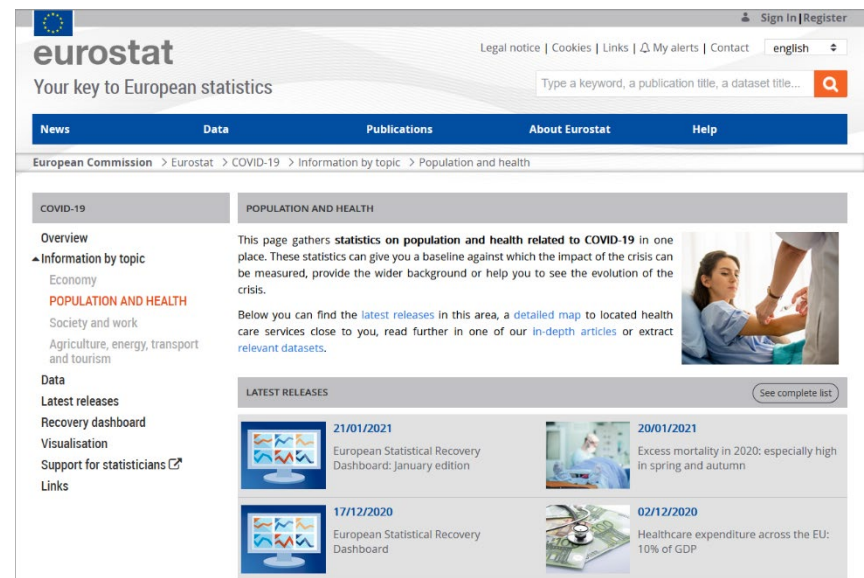 Sign In|Register
eurostat
Legal notice | Cookies | Links | My alerts | Contact
english
Your key to European statistics
Type a keyword, a publication title, a dataset title...
News Data Publications About Eurostat Help
European Commission > Eurostat > COVID-19 > Information by topic > Population and health
COVID-19
Overview
Information by topic
Economy
POPULATION AND HEALTH
Society and work
Agriculture, energy, transport
and tourism
Data
Latest releases
Recovery dashboard
Visualisation
Support for statisticians
Links
POPULATION AND HEALTH
This page gathers statistics on population and health related to COVID-19 in one
place. These statistics can give you a baseline against which the impact of the crisis can
be measured, provide the wider background or help you to see the evolution of the
crisis.
Below you can find the latest releases in this area, a detailed map to located health
care services close to you, read further in one of our in-depth articles or extract
relevant datasets.
LATEST RELEASES
See complete list
21/01/2021
European Statistical Recovery
Dashboard: January edition
20/01/2021
Excess mortality in 2020: especially high
in spring and autumn
17/12/2020
European Statistical Recovery
Dashboard
02/12/2020
Healthcare expenditure across the EU:
10% of GDP